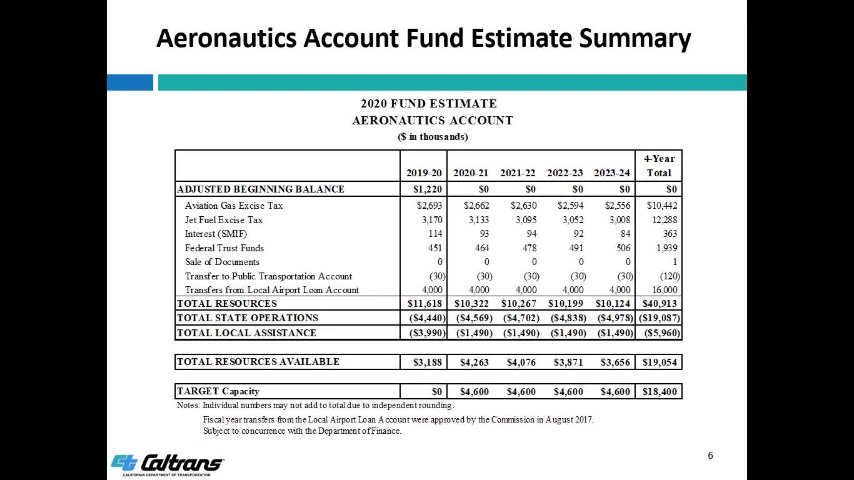 Aeronautics Account Fund Estimate Summary
2020 FUND ESTIMATE
AERONAUTICS ACCOUNT
($ in thousands)
4-Year
2019-20 2020-21 2021-22 2022-23 2023-24 Total
ADJUSTED BEGINNING BALANCE $1,220 $0 $0 $0 $0 $0
Aviation Gas Excise Tax $2,693 $2,662 $2,630 $2,594 $2,556 $10,442
Jet Fuel Excise Tax 3,170 3,133 3,095 3,052 3,008 12,288
Interest (SMIF) 114 93 94 92 84 363
Federal Trust Funds 451 464 478 491 506 1,939
Sale of Documents 0 0 0 0 0 1
Transfer to Public Transportation Account (30) (30) (30) (30) (30) (120)
Transfers from Local Airport Loan Account 4,000 4,000 4,000 4,000 4,000 16,000
TOTAL RESOURCES $11,618 $10,322 $10,267 $10,199 $10,124 $40,913
TOTAL STATE OPERATIONS ($4,440) ($4,569) ($4,702) ($4,838) ($4,978) ($19,087)
TOTAL LOCAL ASSISTANCE ($3,990) ($1,490) ($1,490) ($1,490) ($1,490) ($5,960)
TOTAL RESOURCES AVAILABLE $3,188 $4,263 $4,076 $3,871 $3,656 $19,054
TARGET Capacity $0 $4,600 $4,600 $4,600 $4,600 $18,400
Notes: Individual numbers may not add to total due to independent rounding.
Fiscal year transfers from the Local Airport Loan Account were approved by the Commission in August 2017.
Subject to concurrence with the Department of Finance.
6
ct Caltrans
CALIFORNIA DEPARTMENT OF TRANSPORTATION